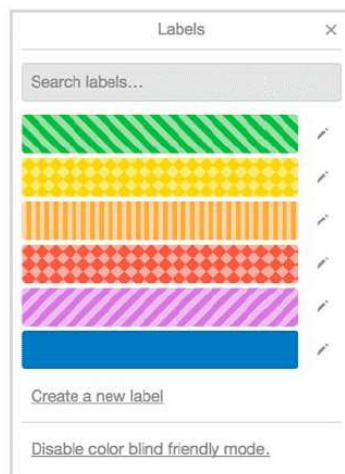 Labels
Search labels…
Create a new label
Disable color blind friendly mode.